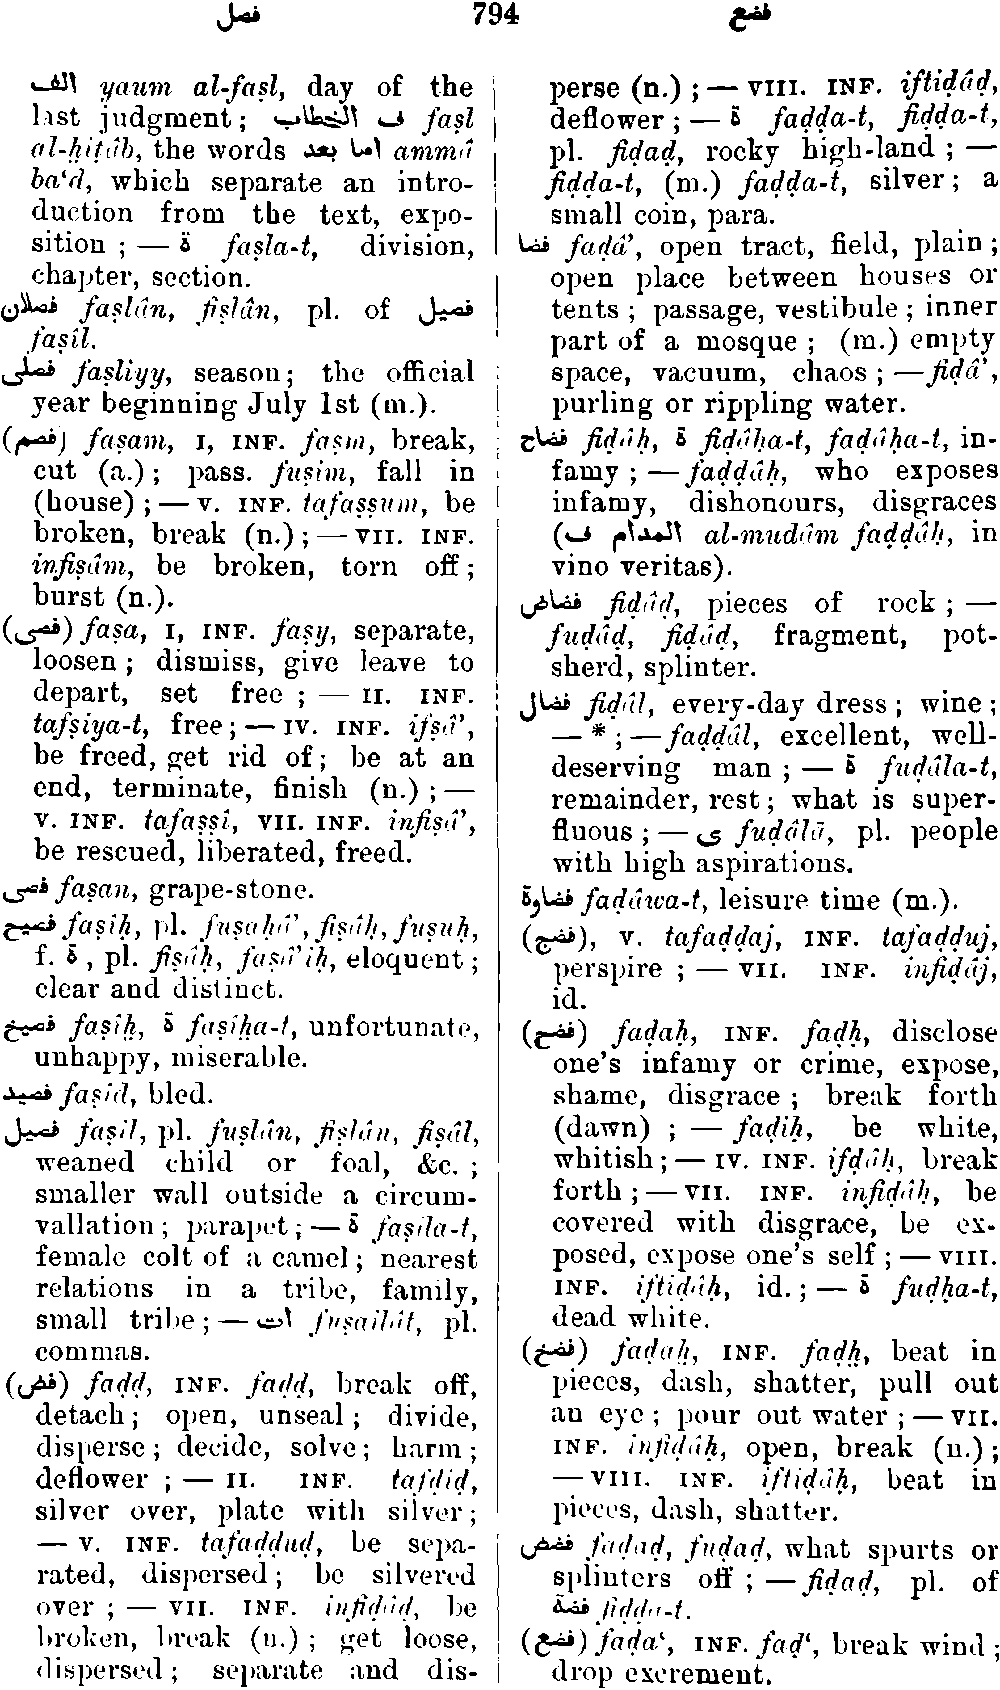 فصل 794 فضع
الف yaum al-faṣl, day of the
last judgment; ف الخطاب faṣl
al-ḫiṭâb, the words اما بعد ammâ
ba‘d, which separate an intro-
duction from the text, expo-
sition ; — ة faṣla-t, division,
chapter, section.
فصلان faṣlân, fiṣlân, pl. of فصيل
faṣîl.
فصلى faṣliyy, season; the official
year beginning July 1st (m.).
(فصم) faṣam, I, INF. faṣm, break,
cut (a.); pass. fuṣim, fall in
(house) ; — V. INF. tafaṣṣum, be
broken, break (n.); — VII. INF.
infiṣâm, be broken, torn off;
burst (n.).
(فصى) faṣa, I, INF. faṣy, separate,
loosen ; dismiss, give leave to
depart, set free ; — II. INF.
tafṣiya-t, free; — IV. INF. ifṣâ’,
be freed, get rid of; be at an
end, terminate, finish (n.) ; —
V. INF. tafaṣṣî, VII. INF. infiṣâ’,
be rescued, liberated, freed.
فصى faṣan, grape-stone.
فصيح faṣîḥ, pl. fuṣaḥâ’, fiṣâḥ, fuṣuḥ,
f. ة , pl. fiṣâḥ, faṣâ’iḥ, eloquent ;
clear and distinct.
فصيخ faṣîḫ, ة faṣîḫa-t, unfortunate,
unhappy, miserable.
فصيد faṣîd, bled.
فصيل faṣîl, pl. fuṣlân, fiṣlân, fiṣâl,
weaned child or foal, &c. ;
smaller wall outside a circum-
vallation ; parapet ; — ة faṣîla-t,
female colt of a camel ; nearest
relations in a tribe, family,
small tribe ; — ات fuṣailât, pl.
commas.
(فض) faḍḍ, INF. faḍḍ, break off,
detach ; open, unseal ; divide,
disperse ; decide, solve ; harm ;
deflower ; — II. INF. tafḍîḍ,
silver over, plate with silver ;
— V. INF. tafaḍḍuḍ, be sepa-
rated, dispersed ; be silvered
over ; — VII. INF. infiḍâḍ, be
broken, break (n.) ; get loose,
dispersed ; separate and dis-
perse (n.) ; — VIII. INF. iftiḍâḍ,
deflower ; — ة faḍḍa-t, fiḍḍa-t,
pl. fiḍaḍ, rocky high-land ; —
fiḍḍa-t, (m.) faḍḍa-t, silver ; a
small coin, para.
فضا faḍâ’, open tract, field, plain ;
open place between houses or
tents ; passage, vestibule ; inner
part of a mosque ; (m.) empty
space, vacuum, chaos ; — fiḍâ’,
purling or rippling water.
فضاح fiḍâḥ, ة fiḍâḥa-t, faḍâḥa-t, in-
famy ; — faḍḍâḥ, who exposes
infamy, dishonours, disgraces
(المدام ف al-mudâm faḍḍâḥ, in
vino veritas).
فضاض fiḍâḍ, pieces of rock ; —
fuḍâḍ, fiḍâḍ, fragment, pot-
sherd, splinter.
فضال fiḍâl, every-day dress ; wine ;
— * ; — faḍḍâl, excellent, well-
deserving man ; — ة fuḍâla-t,
remainder, rest ; what is super-
fluous ; — ى fuḍâlā, pl. people
with high aspirations.
فضاوة faḍâwa-t, leisure time (m.).
(فضج), V. tafaḍḍaj, INF. tafaḍḍuj,
perspire ; — VII. INF. infiḍâj,
id.
(فضح) faḍaḥ, INF. faḍḥ, disclose
one’s infamy or crime, expose,
shame, disgrace ; break forth
(dawn) ; — faḍiḥ, be white,
whitish ; — IV. INF. ifḍâḥ, break
forth ; — VII. INF. infiḍâḥ, be
covered with disgrace, be ex-
posed, expose one’s self ; — VIII.
INF. iftiḍâḥ, id. ; — ة fuḍḥa-t,
dead white.
(فضخ) faḍaḫ, INF. faḍḫ, beat in
pieces, dash, shatter, pull out
an eye ; pour out water ; — VII.
INF. infiḍâḫ, open, break (n.) ;
— VIII. INF. iftiḍâḫ, beat in
pieces, dash, shatter.
فضض faḍaḍ, fuḍaḍ, what spurts or
splinters off ; — fiḍaḍ, pl. of
فضة fiḍḍa-t.
(فضع) faḍa‘, INF. faḍ‘, break wind ;
drop excrement.